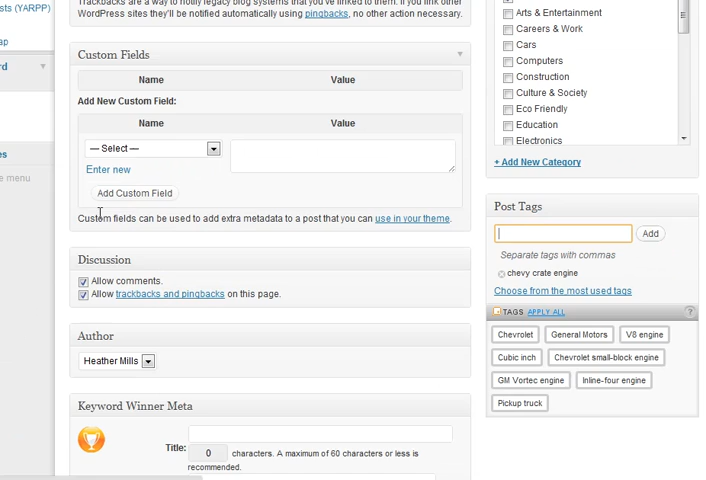 sts (YARPP)
ap
rd
es
e menu
Trackbacks are a way to notify legacy blog systems that you've linked to them. If you link other
WordPress sites they'll be notified automatically using pingbacks, no other action necessary.
Custom Fields
Name Value
Add New Custom Field:
Name Value
— Select —
Enter new
Add Custom Field
Custom fields can be used to add extra metadata to a post that you can use in your theme.
Discussion
Allow comments.
Allow trackbacks and pingbacks on this page.
Author
Heather Mills
Keyword Winner Meta
Title:
0 characters. A maximum of 60 characters or less is
recommended.
Arts & Entertainment
Careers & Work
Cars
Computers
Construction
Culture & Society
Eco Friendly
Education
Electronics
+ Add New Category
Post Tags
Add
Separate tags with commas
chevy crate engine
Choose from the most used tags
TAGS APPLY ALL ?
Chevrolet General Motors V8 engine
Cubic inch Chevrolet small-block engine
GM Vortec engine Inline-four engine
Pickup truck